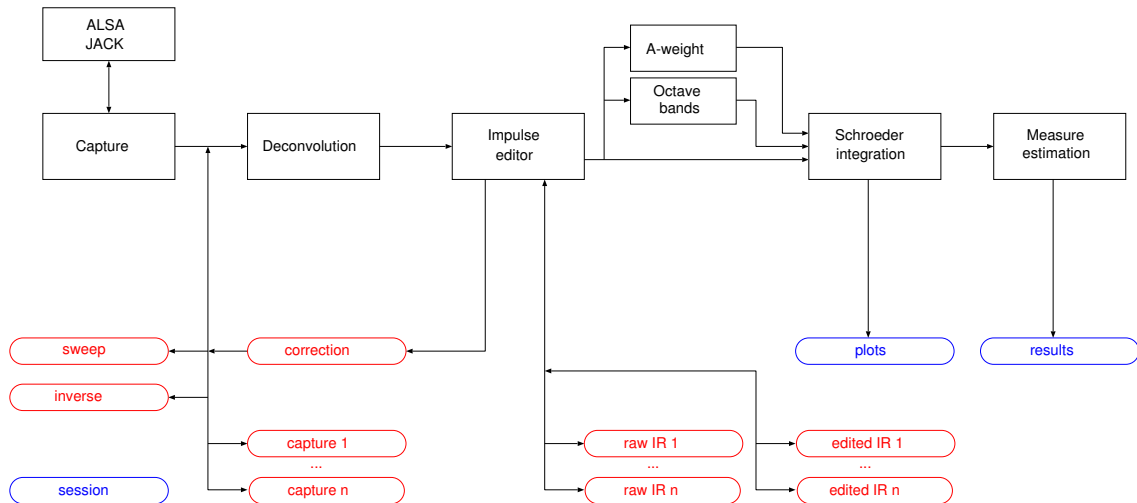 ALSA
JACK
A-weight
Octave
bands
Capture
Deconvolution
Impulse
editor
Schroeder
integration
Measure
estimation
sweep
correction
plots
results
inverse
capture 1
raw IR 1
edited IR 1
...
...
...
session
capture n
raw IR n
edited IR n